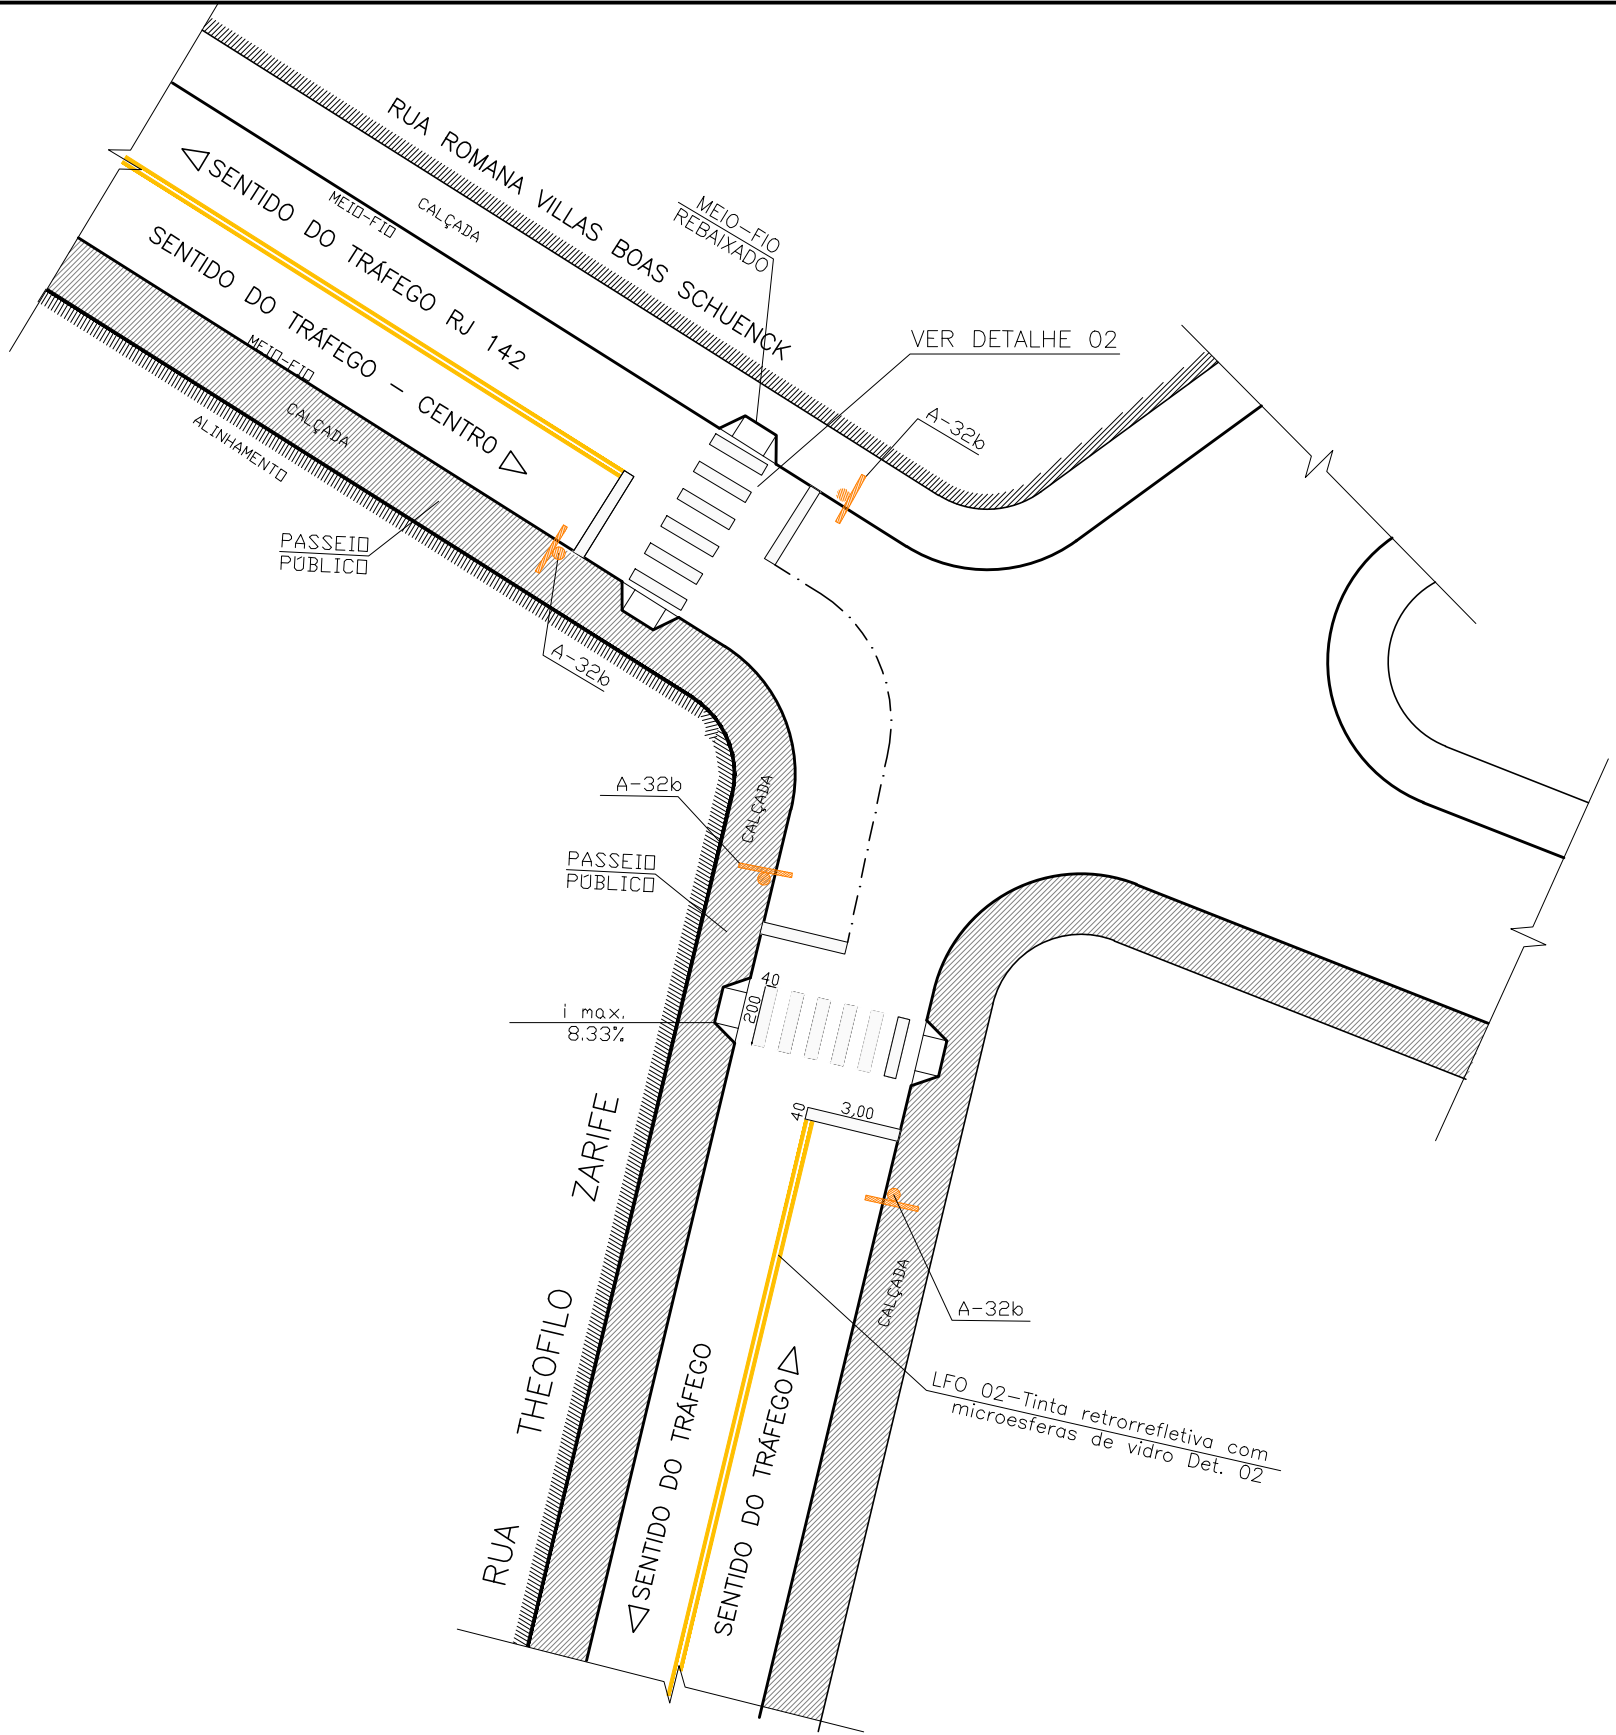 RUA ROMANA VILLAS BOAS SCHUENCK
MEIO-FIO
REBAIXADO
SENTIDO DO TRÁFEGO RJ 142
MEIO-FIO
CALÇADA
SENTIDO DO TRÁFEGO - CENTRO
MEIO-FIO
CALÇADA
ALINHAMENTO
VER DETALHE 02
A-32b
PASSEIO
PÚBLICO
A-32b
A-32b
CALÇADA
PASSEIO
PÚBLICO
40
200
i max.
8.33%
40
3,00
RUA THEOFILO ZARIFE
CALÇADA
A-32b
SENTIDO DO TRÁFEGO
SENTIDO DO TRÁFEGO
LFO 02-Tinta retrorrefletiva com
microesferas de vidro Det. 02